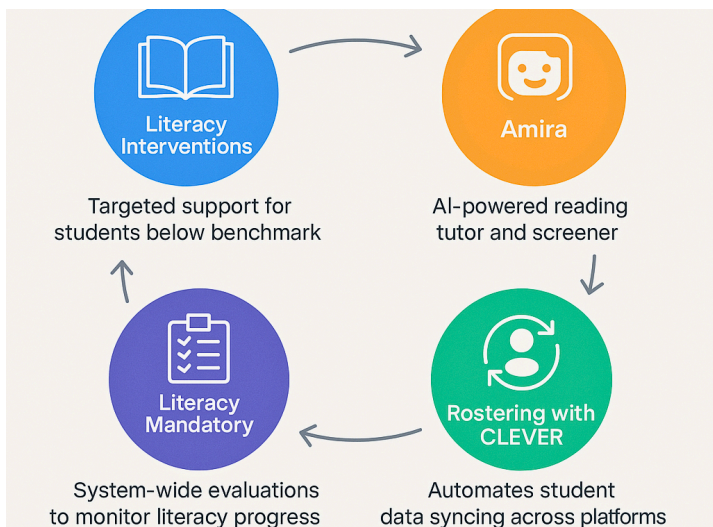 Literacy
Interventions
Targeted support for
students below benchmark
Amira
AI-powered reading
tutor and screener
Literacy
Mandatory
System-wide evaluations
to monitor literacy progress
Rostering with
CLEVER
Automates student
data syncing across platforms